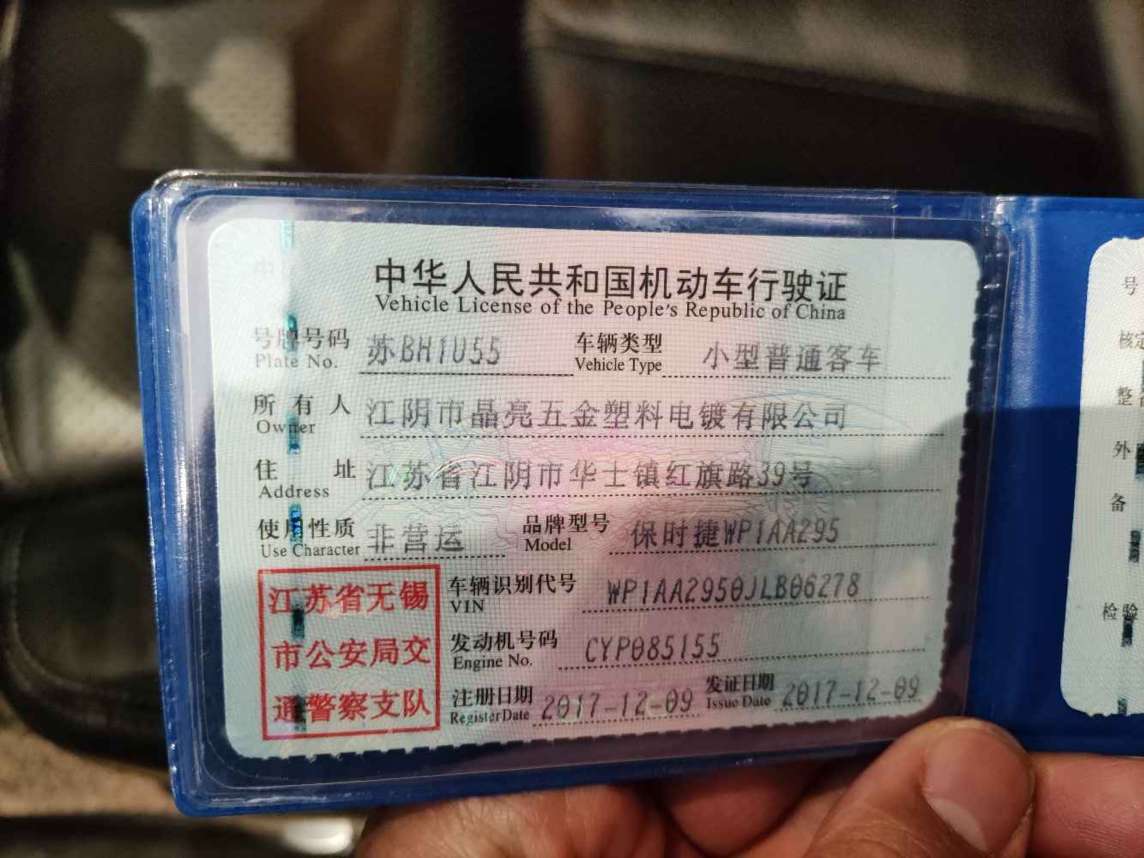 中华人民共和国机动车行驶证
Vehicle License of the People's Republic of China
号牌号码 苏BH1U55 车辆类型 小型普通客车
Plate No. Vehicle Type
所有人 江阴市晶亮五金塑料电镀有限公司
Owner
住址 江苏省江阴市华士镇红旗路39号
Address
使用性质 非营运 品牌型号 保时捷WP1AA295
Use Character Model
江苏省无锡
市公安局交
通警察支队
车辆识别代号 WP1AA2950JLB06278
VIN
发动机号码 CYP085155
Engine No.
注册日期 2017-12-09 发证日期 2017-12-09
Register Date Issue Date
号
核定
整
外
备
检验